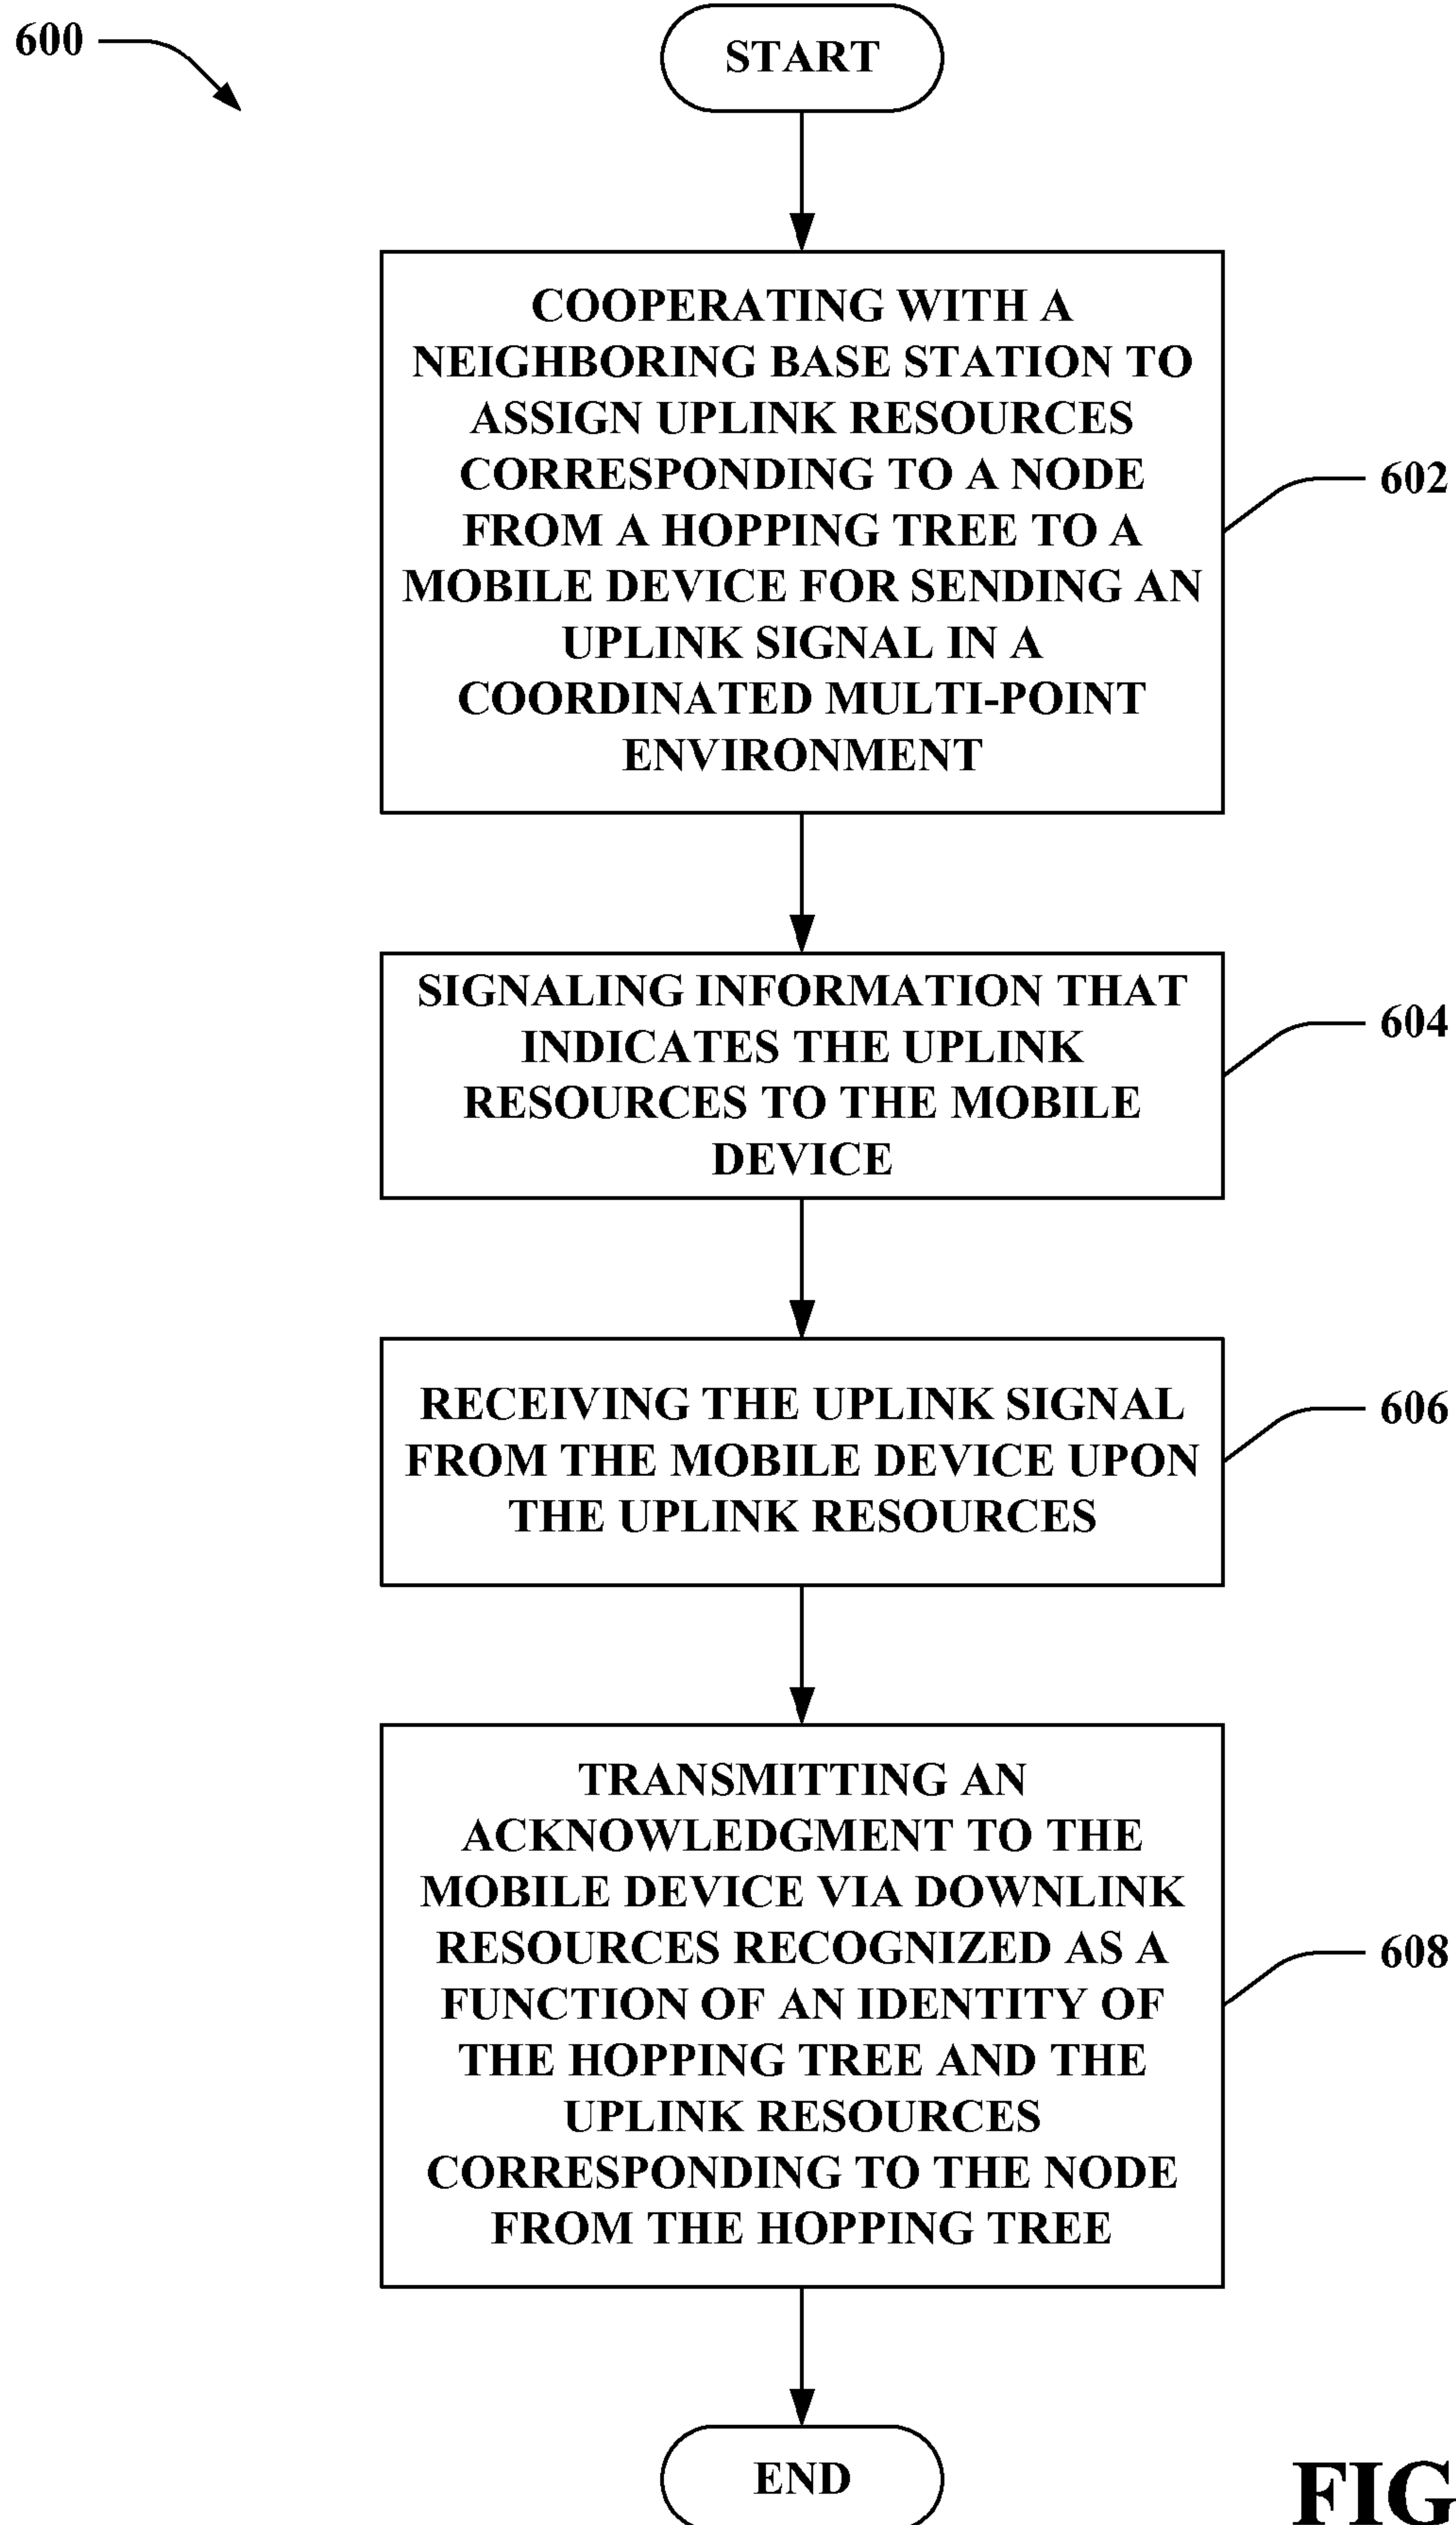 600
START
COOPERATING WITH A
NEIGHBORING BASE STATION TO
ASSIGN UPLINK RESOURCES
CORRESPONDING TO A NODE
FROM A HOPPING TREE TO A
MOBILE DEVICE FOR SENDING AN
UPLINK SIGNAL IN A
COORDINATED MULTI-POINT
ENVIRONMENT
602
SIGNALING INFORMATION THAT
INDICATES THE UPLINK
RESOURCES TO THE MOBILE
DEVICE
604
RECEIVING THE UPLINK SIGNAL
FROM THE MOBILE DEVICE UPON
THE UPLINK RESOURCES
606
TRANSMITTING AN
ACKNOWLEDGMENT TO THE
MOBILE DEVICE VIA DOWNLINK
RESOURCES RECOGNIZED AS A
FUNCTION OF AN IDENTITY OF
THE HOPPING TREE AND THE
UPLINK RESOURCES
CORRESPONDING TO THE NODE
FROM THE HOPPING TREE
608
END
FIG